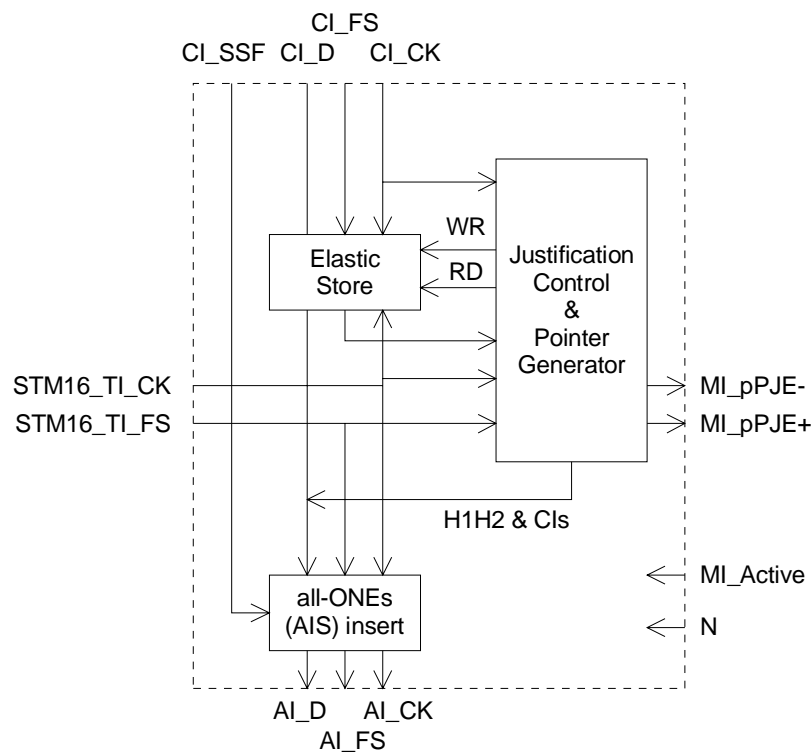 CI_FS
CI_SSF CI_D CI_CK
WR
Elastic
Store
RD
Justification
Control
&
Pointer
Generator
STM16_TI_CK
MI_pPJE-
STM16_TI_FS
MI_pPJE+
H1H2 & CIs
MI_Active
all-ONEs
(AIS) insert
N
AI_D AI_CK
AI_FS